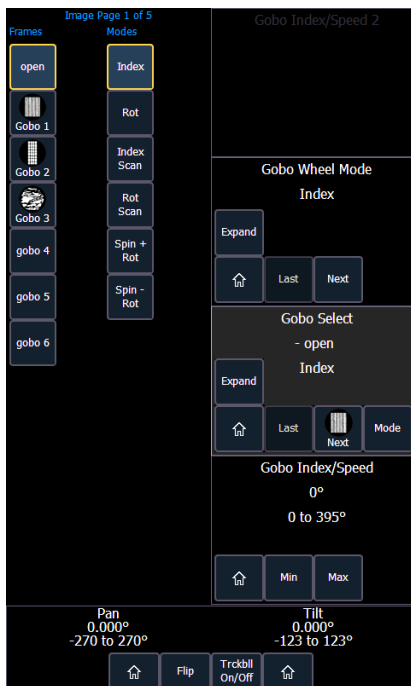 Image Page 1 of 5
Frames
Modes
open
Gobo 1
Gobo 2
Gobo 3
gobo 4
gobo 5
gobo 6
Index
Rot
Index
Scan
Rot
Scan
Spin +
Rot
Spin -
Rot
Gobo Index/Speed 2
Gobo Wheel Mode
Index
Expand
Last
Next
Gobo Select
- open
Index
Expand
Last
Next
Mode
Gobo Index/Speed
0°
0 to 395°
Min
Max
Pan
0.000°
-270 to 270°
Tilt
0.000°
-123 to 123°
Flip
Trckbll
On/Off